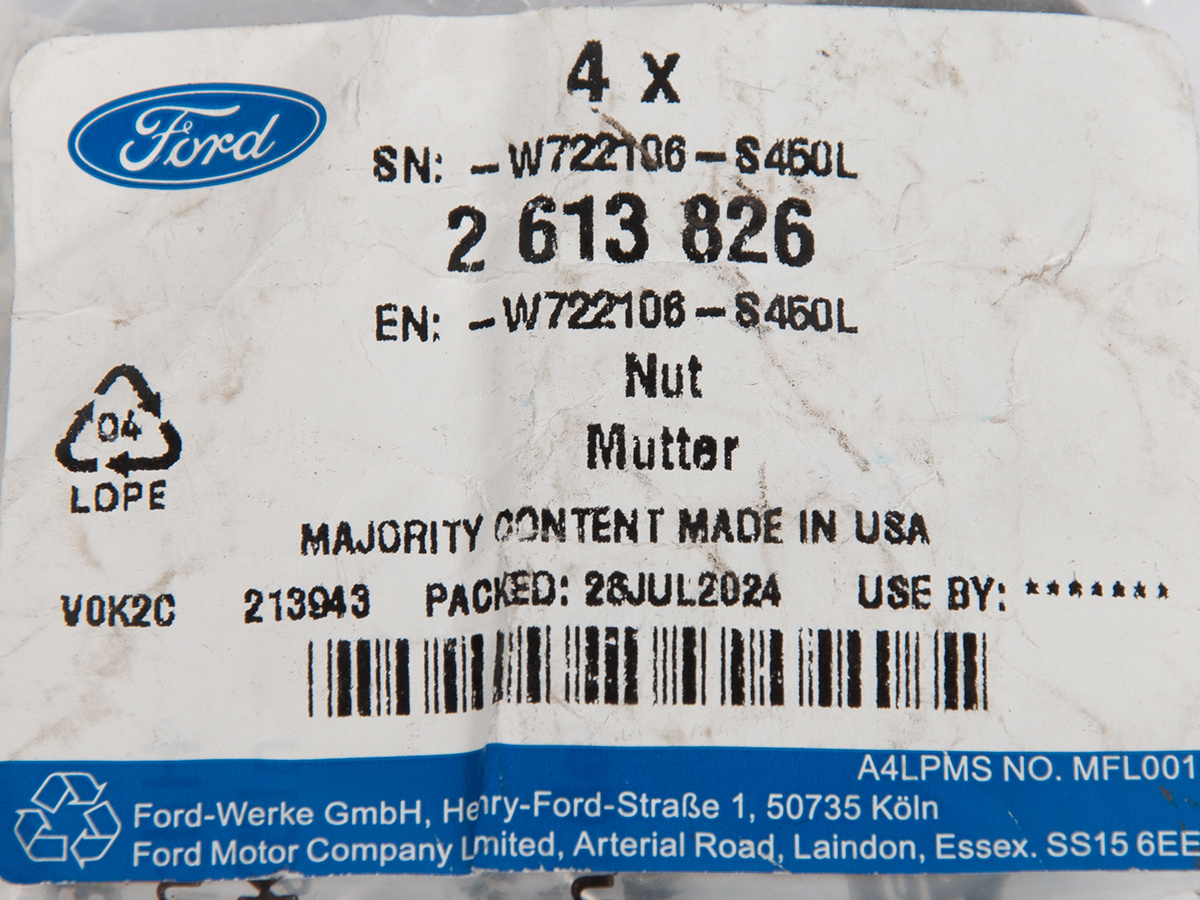 4 x
Ford
SN: -W722106-S450L
2 613 826
EN: -W722106-S450L
Nut
Mutter
04
LDPE
MAJORITY CONTENT MADE IN USA
V0K2C 213943 PACKED: 26JUL2024 USE BY: *******
A4LPMS NO. MFL001
Ford-Werke GmbH, Henry-Ford-Straße 1, 50735 Köln
Ford Motor Company Limited, Arterial Road, Laindon, Essex. SS15 6EE